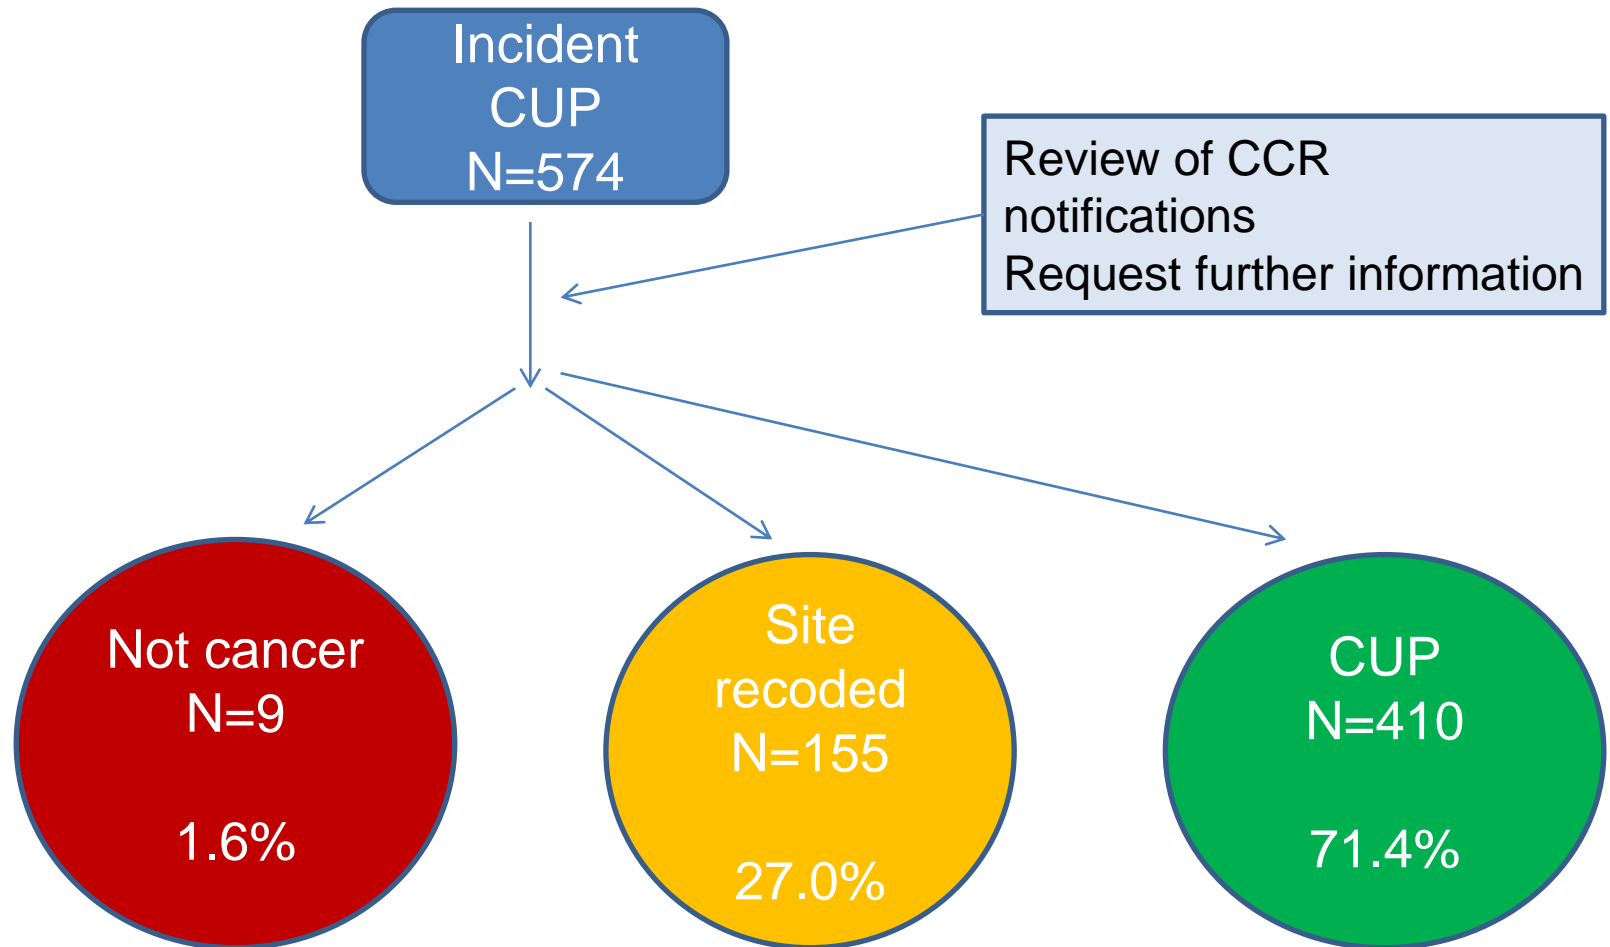 Incident
CUP
N=574
Review of CCR
notifications
Request further information
Not cancer
N=9
1.6%
Site
recoded
N=155
27.0%
CUP
N=410
71.4%